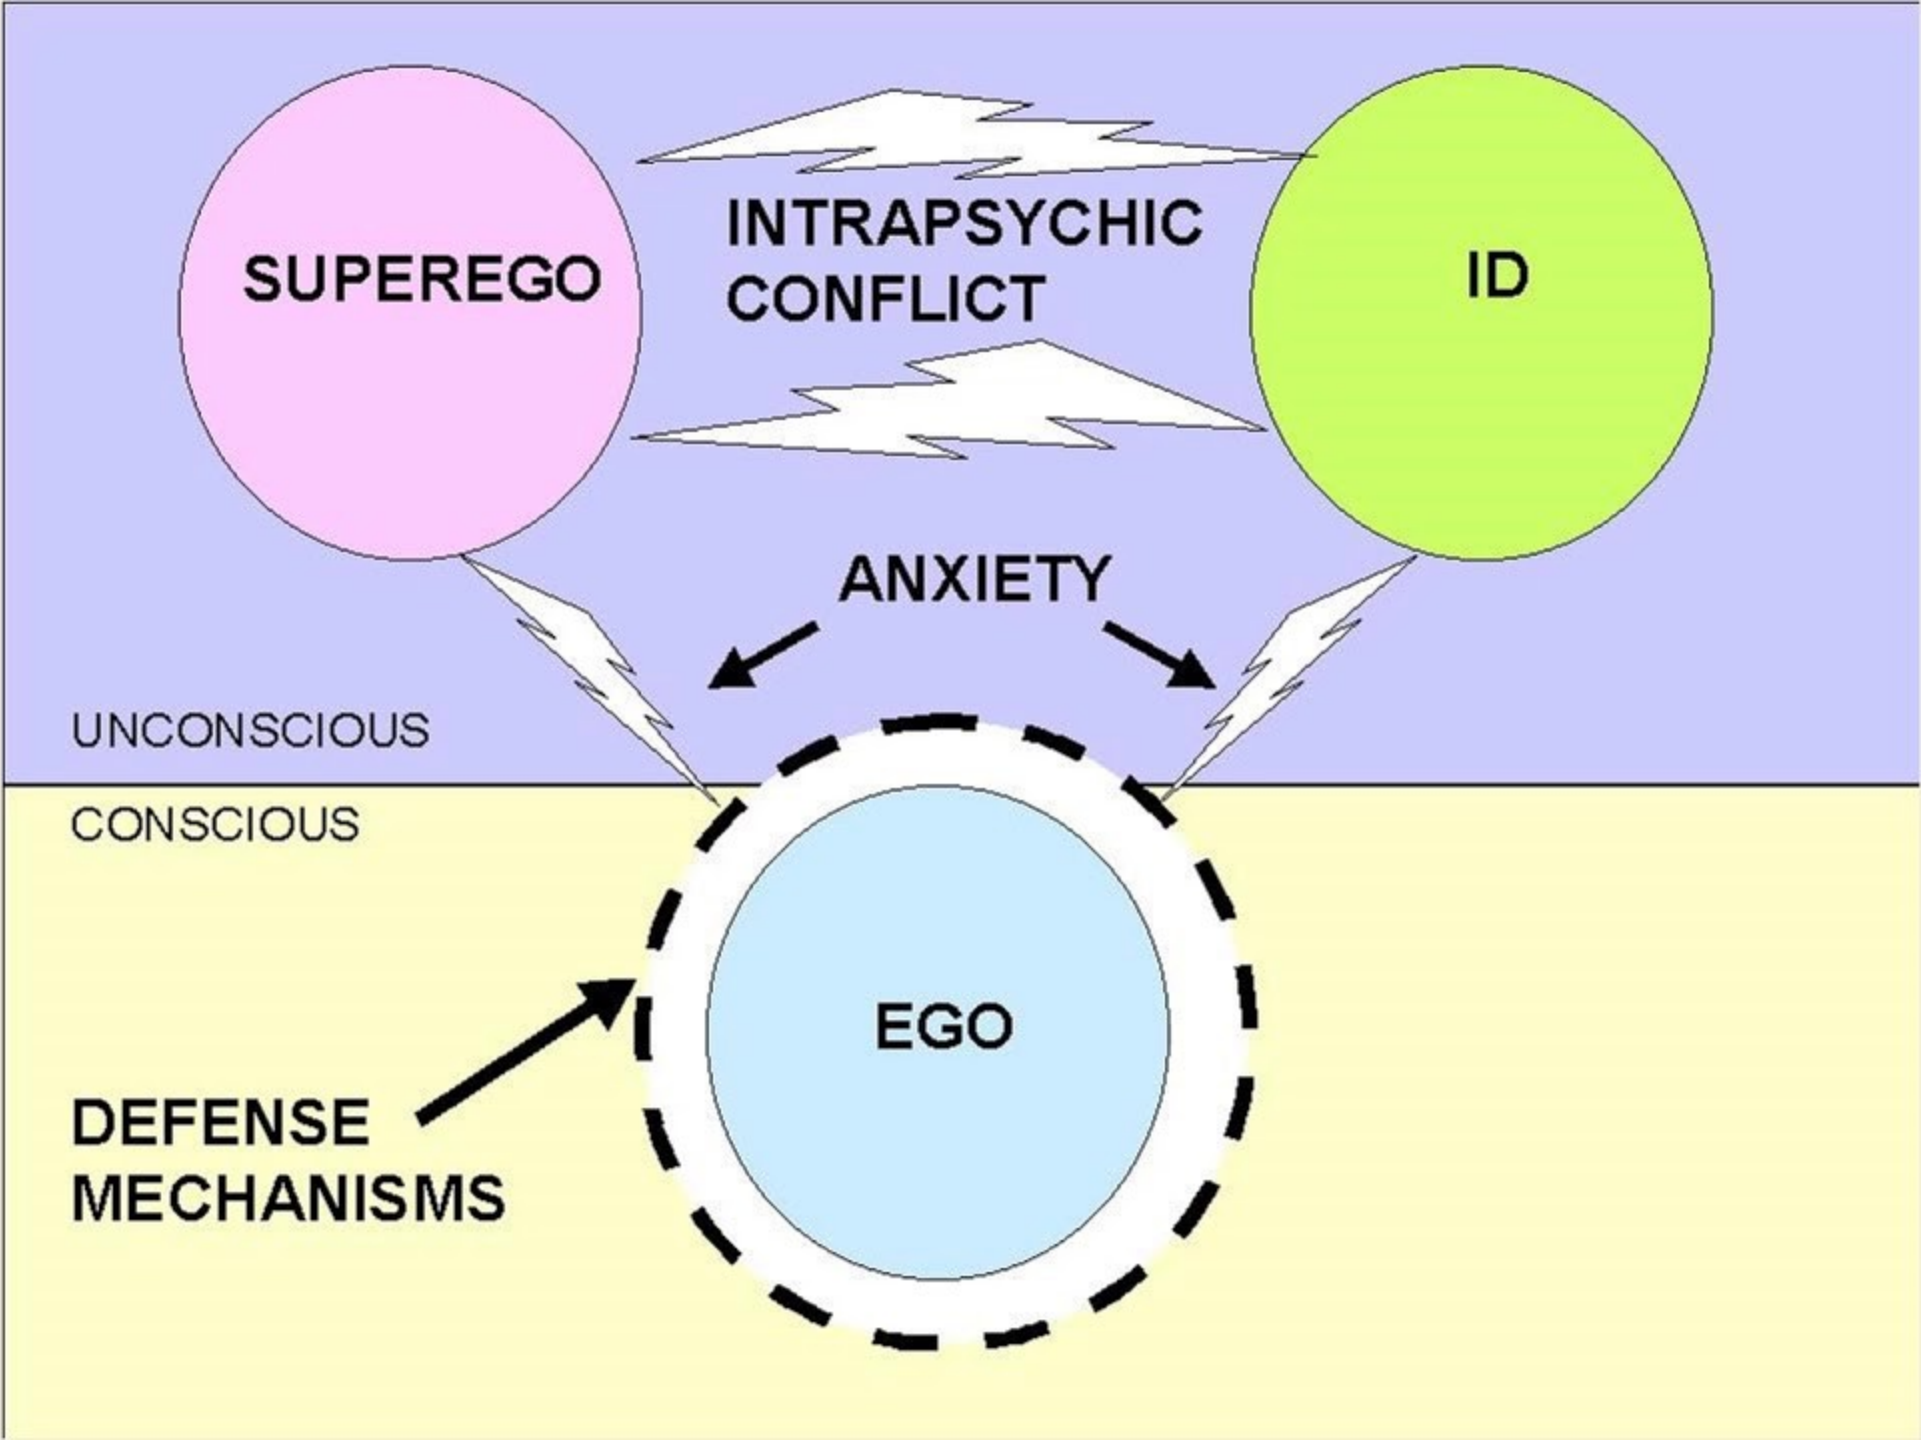 SUPEREGO
INTRAPSYCHIC
CONFLICT
ID
ANXIETY
UNCONSCIOUS
CONSCIOUS
EGO
DEFENSE
MECHANISMS